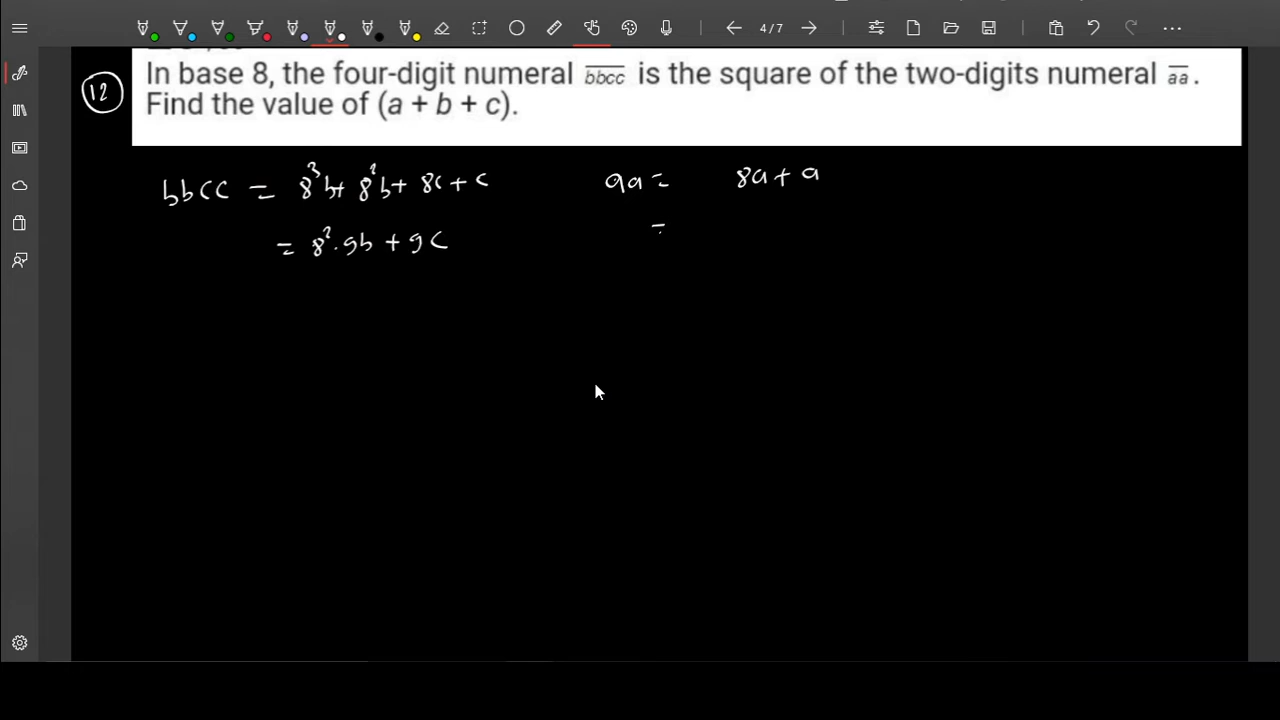 4/7
12
In base 8, the four-digit numeral bbcc is the square of the two-digits numeral aa.
Find the value of (a + b + c).
bbcc = 8³b + 8²b + 8c + c
aa = 8a + a
= 8².9b + 9c
=